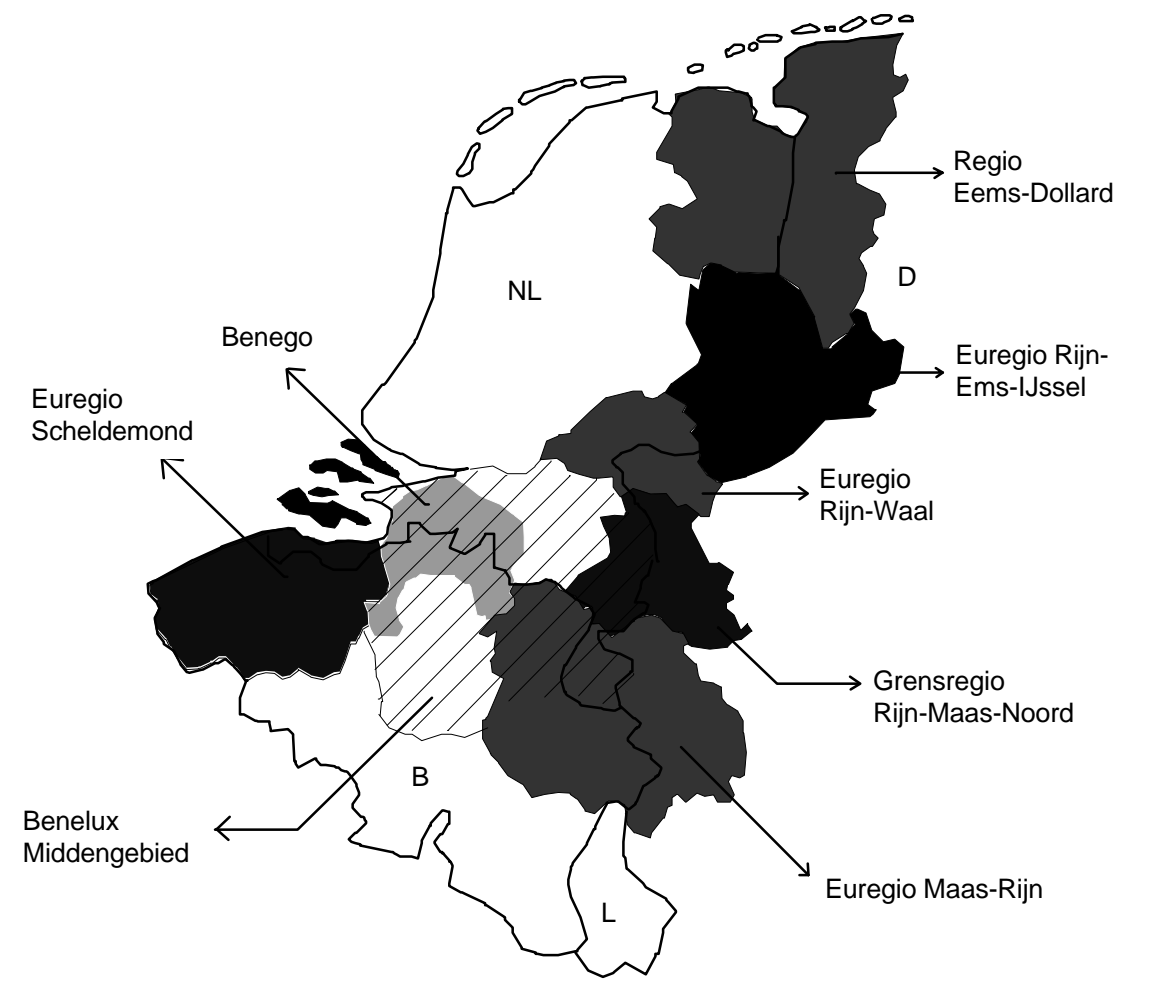 Regio
Eems-Dollard
D
NL
Benego
Euregio Rijn-
Ems-IJssel
Euregio
Scheldemond
Euregio
Rijn-Waal
Grensregio
Rijn-Maas-Noord
B
Benelux
Middengebied
Euregio Maas-Rijn
L